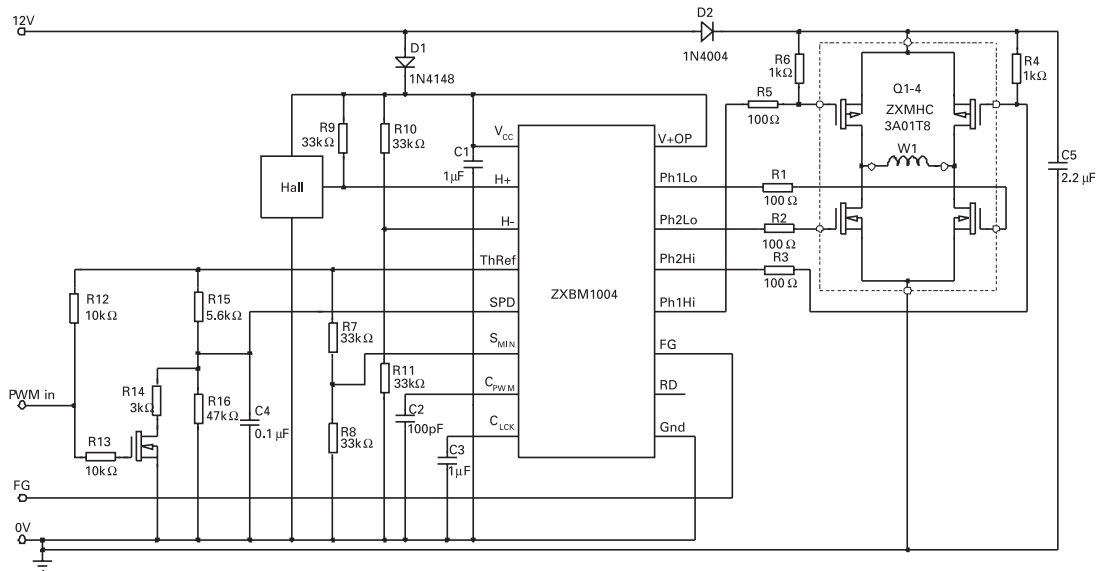 12V
D2
1N4004
D1
1N4148
R6
1kΩ
R4
1kΩ
Q1-4
ZXMHC
3A01T8
R5
100Ω
R9
33kΩ
R10
33kΩ
C1
1µF
VCC
V+OP
W1
C5
2.2 µF
Hall
H+
Ph1Lo
R1
100Ω
H-
Ph2Lo
R2
100Ω
ThRef
Ph2Hi
R3
100Ω
ZXBM1004
R12
10kΩ
R15
5.6kΩ
SPD
Ph1Hi
R7
33kΩ
SMIN
FG
R11
33kΩ
PWM in
R14
3kΩ
R16
47kΩ
C4
0.1 µF
CPWM
RD
C2
100pF
R8
33kΩ
CLCK
Gnd
R13
10kΩ
C3
1µF
FG
0V